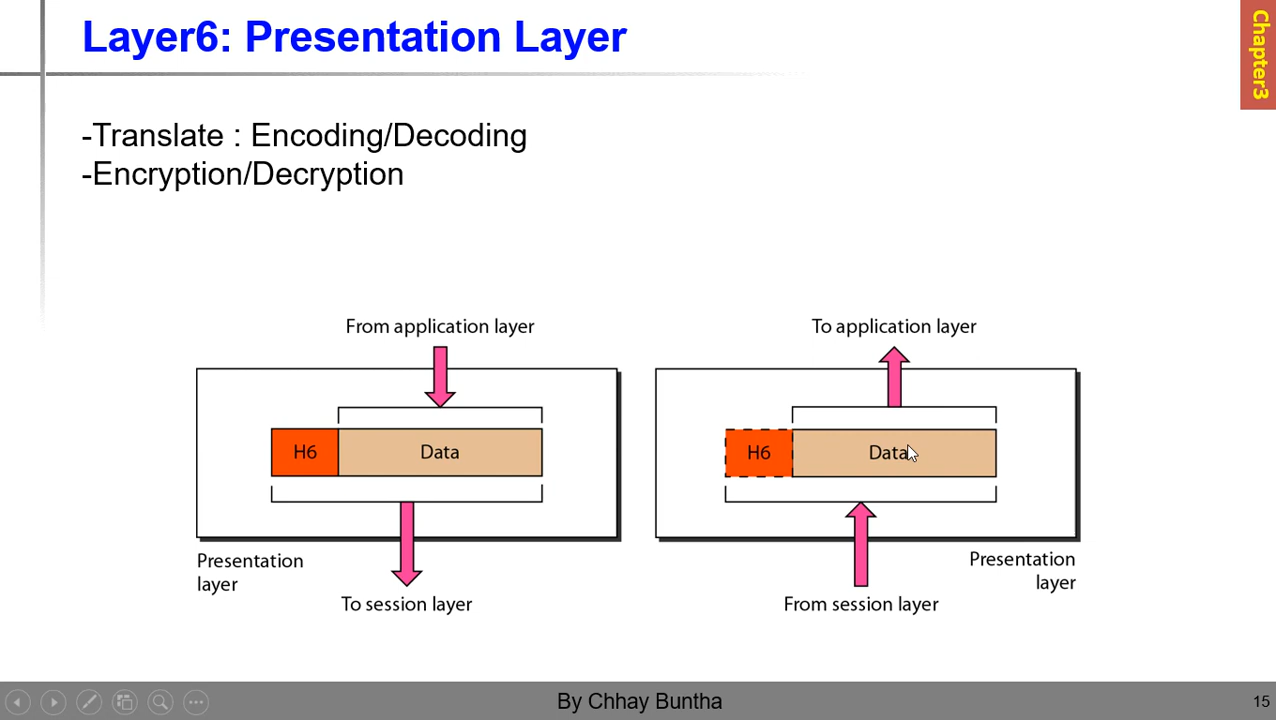 Layer6: Presentation Layer
Chapter3
-Translate : Encoding/Decoding
-Encryption/Decryption
From application layer
To application layer
H6
Data
H6
Data
Presentation
layer
Presentation
layer
To session layer
From session layer
By Chhay Buntha
15